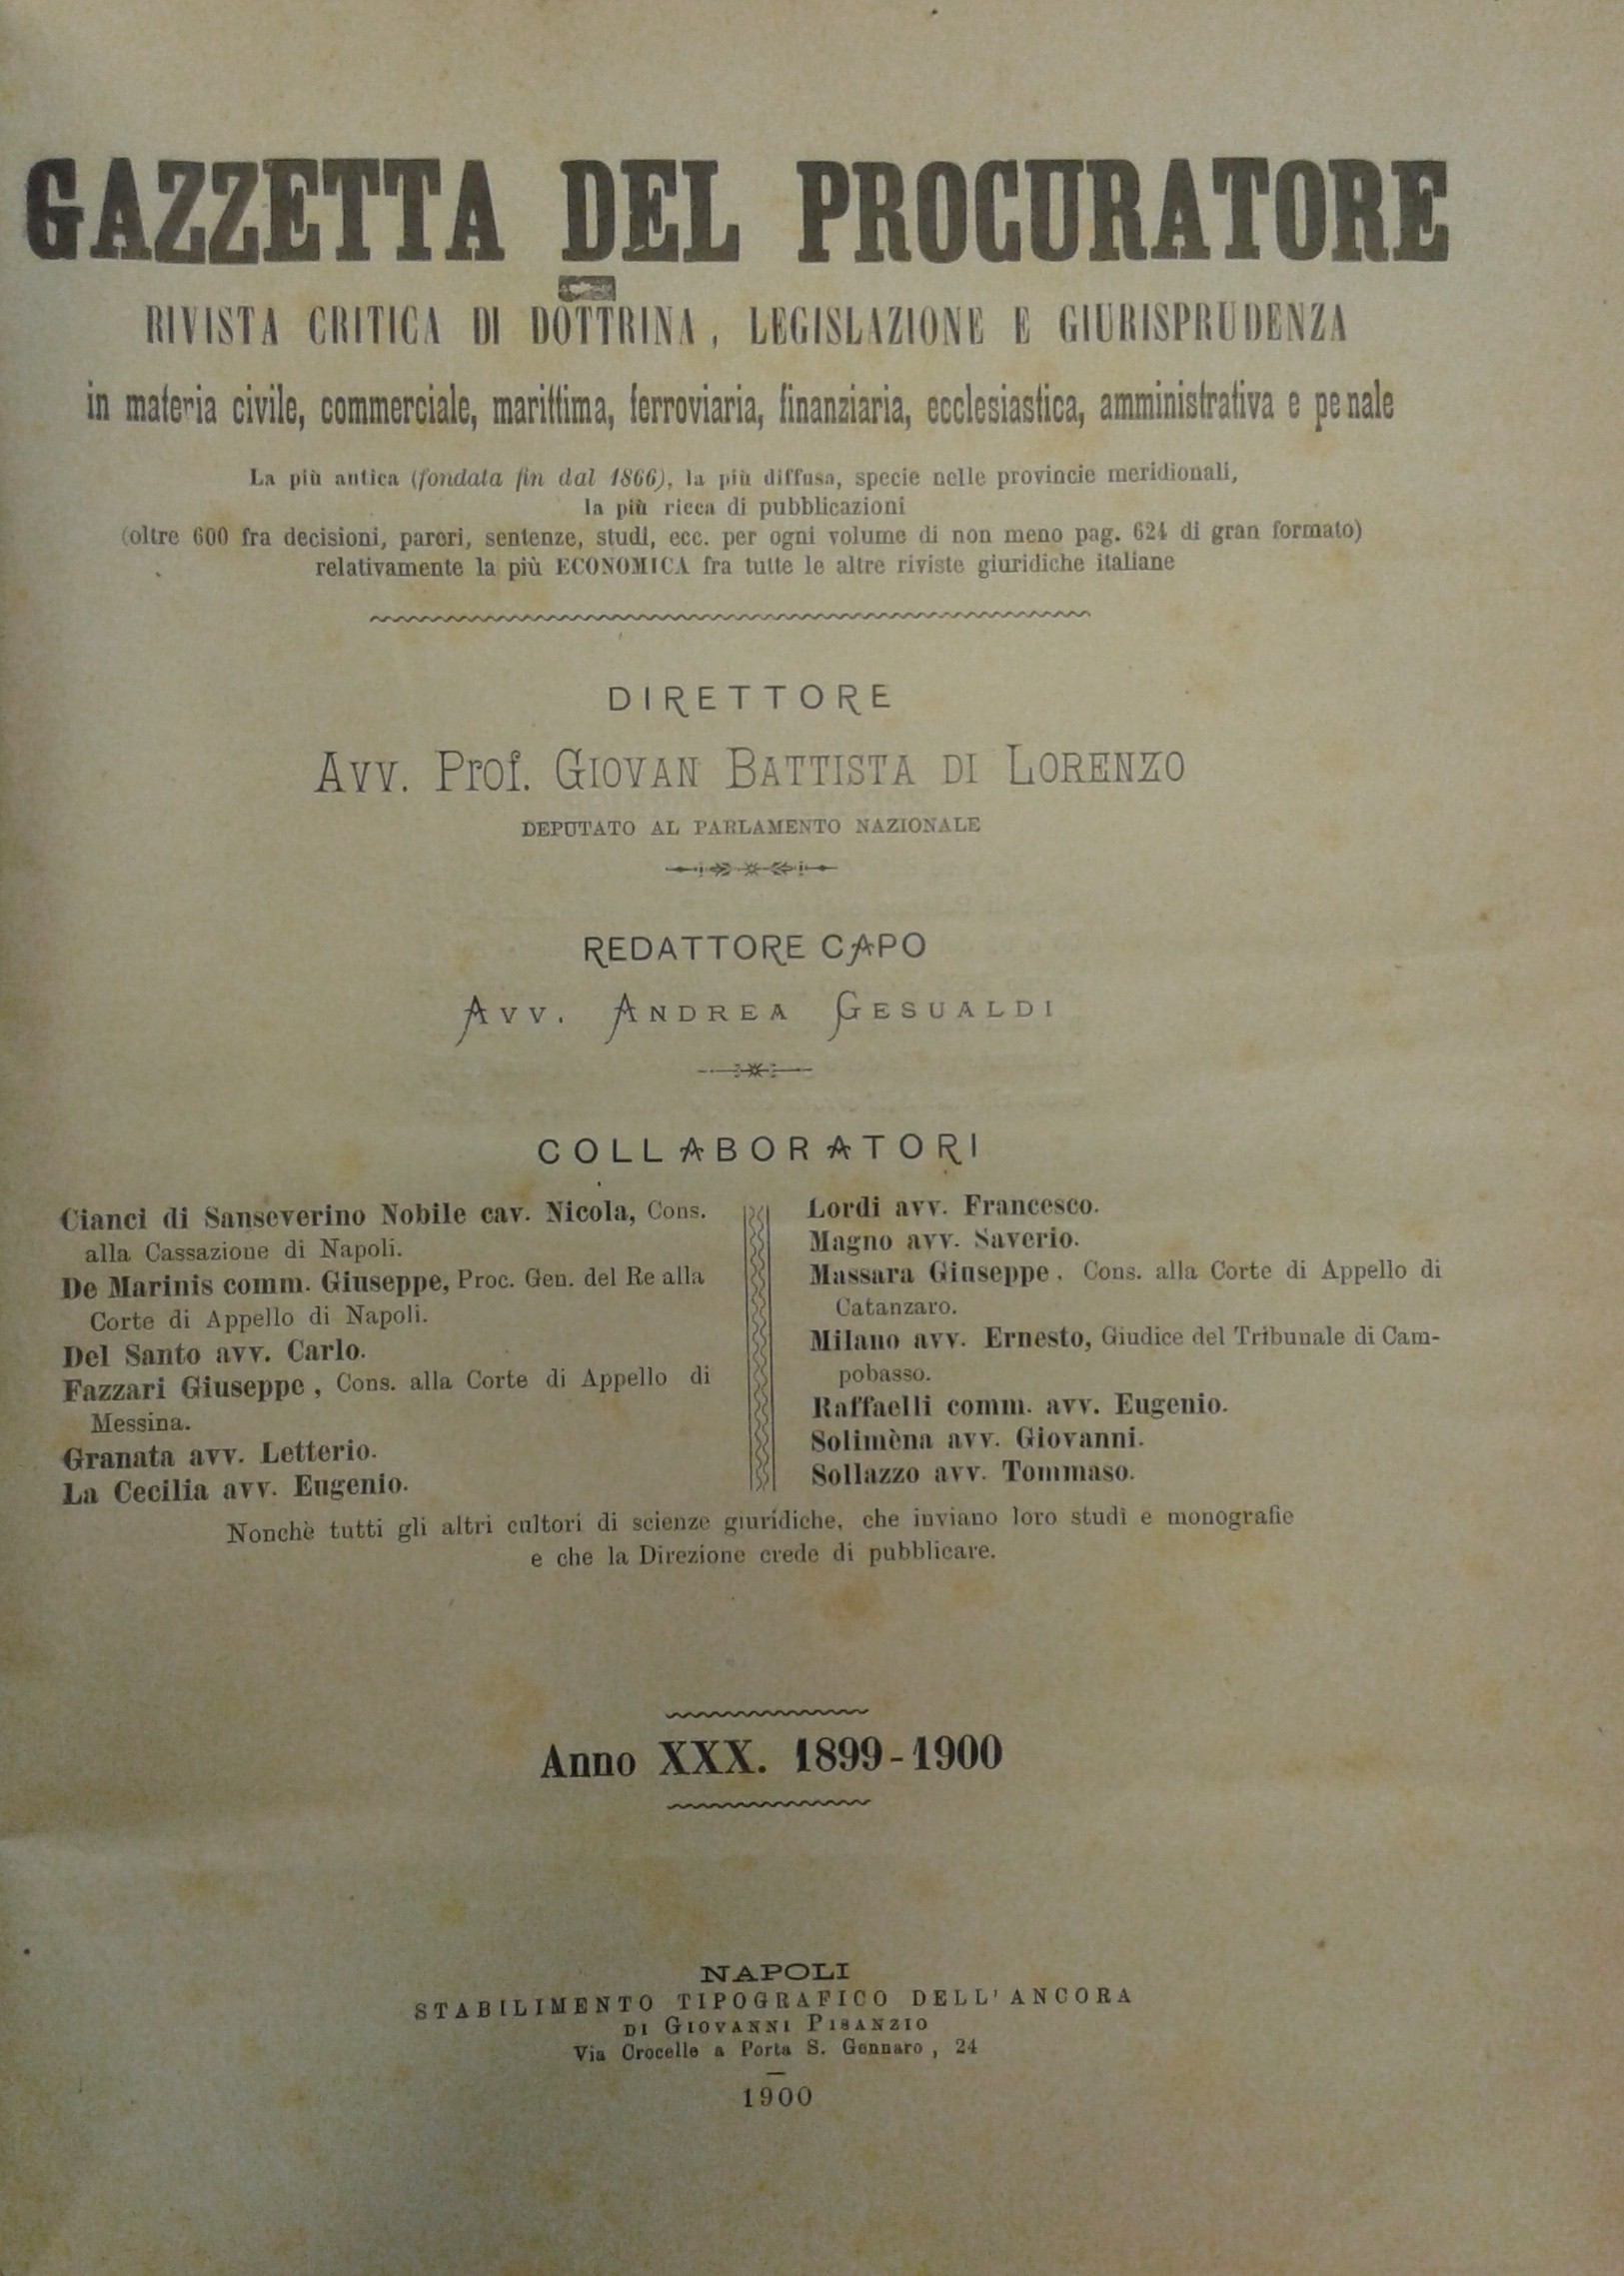 GAZZETTA DEL PROCURATORE
RIVISTA CRITICA DI DOTTRINA, LEGISLAZIONE E GIURISPRUDENZA
in materia civile, commerciale, marittima, ferroviaria, finanziaria, ecclesiastica, amministrativa e penale
La più antica (fondata fin dal 1866), la più diffusa, specie nelle provincie meridionali,
la più ricca di pubblicazioni
(oltre 600 fra decisioni, pareri, sentenze, studi, ecc. per ogni volume di non meno pag. 624 di gran formato)
relativamente la più ECONOMICA fra tutte le altre riviste giuridiche italiane
DIRETTORE
AVV. Prof. GIOVAN BATTISTA DI LORENZO
DEPUTATO AL PARLAMENTO NAZIONALE
REDATTORE CAPO
AVV. ANDREA GESUALDI
COLLABORATORI
Cianci di Sanseverino Nobile cav. Nicola, Cons.
alla Cassazione di Napoli.
De Marinis comm. Giuseppe, Proc. Gen. del Re alla
Corte di Appello di Napoli.
Del Santo avv. Carlo.
Fazzari Giuseppe, Cons. alla Corte di Appello di
Messina.
Granata avv. Letterio.
La Cecilia avv. Eugenio.
Lordi avv. Francesco.
Magno avv. Saverio.
Massara Giuseppe, Cons. alla Corte di Appello di
Catanzaro.
Milano avv. Ernesto, Giudice del Tribunale di Cam-
pobasso.
Raffaelli comm. avv. Eugenio.
Solimèna avv. Giovanni.
Sollazzo avv. Tommaso.
Nonchè tutti gli altri cultori di scienze giuridiche, che inviano loro studì e monografie
e che la Direzione crede di pubblicare.
Anno XXX. 1899-1900
NAPOLI
STABILIMENTO TIPOGRAFICO DELL'ANCORA
DI GIOVANNI PISANZIO
Via Orocelle a Porta S. Gennaro, 24
1900